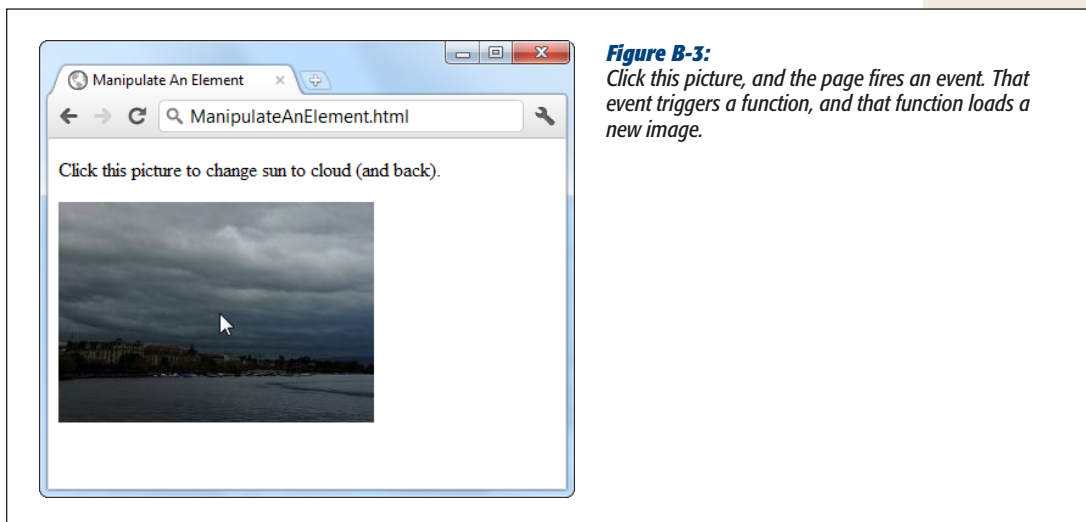 Manipulate An Element
ManipulateAnElement.html
Click this picture to change sun to cloud (and back).
Figure B-3:
Click this picture, and the page fires an event. That
event triggers a function, and that function loads a
new image.